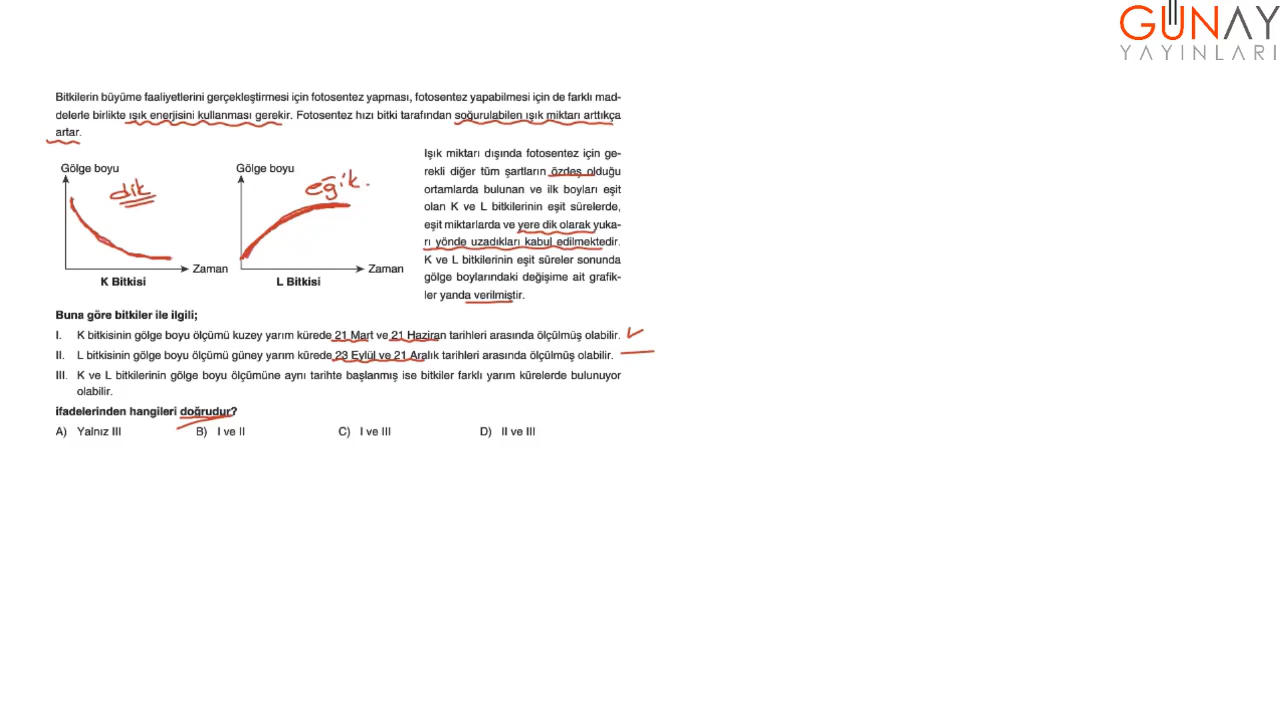 GÜNAY
YAYINLARI
Bitkilerin büyüme faaliyetlerini gerçekleştirmesi için fotosentez yapması, fotosentez yapabilmesi için de farklı mad-
delerle birlikte ışık enerjisini kullanması gerekir. Fotosentez hızı bitki tarafından soğurulabilen ışık miktarı arttıkça
artar.
Gölge boyu
dik
Zaman
K Bitkisi
Gölge boyu
eğik.
Zaman
L Bitkisi
Işık miktarı dışında fotosentez için ge-
rekli diğer tüm şartların özdeş olduğu
ortamlarda bulunan ve ilk boyları eşit
olan K ve L bitkilerinin eşit sürelerde,
eşit miktarlarda ve yere dik olarak yuka-
rı yönde uzadıkları kabul edilmektedir.
K ve L bitkilerinin eşit süreler sonunda
gölge boylarındaki değişime ait grafik-
ler yanda verilmiştir.
Buna göre bitkiler ile ilgili;
I. K bitkisinin gölge boyu ölçümü kuzey yarım kürede 21 Mart ve 21 Haziran tarihleri arasında ölçülmüş olabilir.
II. L bitkisinin gölge boyu ölçümü güney yarım kürede 23 Eylül ve 21 Aralık tarihleri arasında ölçülmüş olabilir.
III. K ve L bitkilerinin gölge boyu ölçümüne aynı tarihte başlanmış ise bitkiler farklı yarım kürelerde bulunuyor
olabilir.
ifadelerinden hangileri doğrudur?
A) Yalnız III B) I ve II C) I ve III D) II ve III